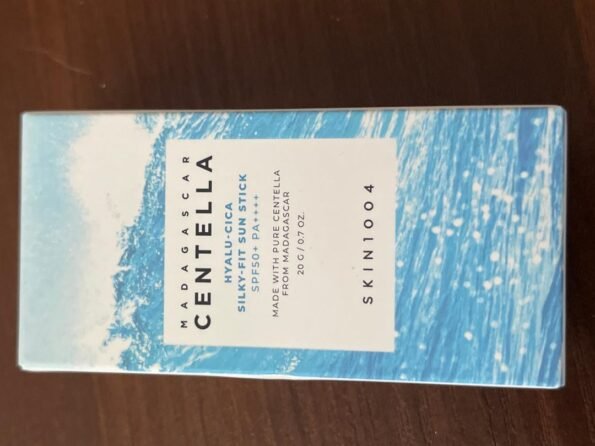 MADAGASCAR
CENTELLA
HYALU-CICA
SILKY-FIT SUN STICK
SPF50+ PA++++
MADE WITH PURE CENTELLA
FROM MADAGASCAR
20 G / 0.7 OZ.
SKIN1004